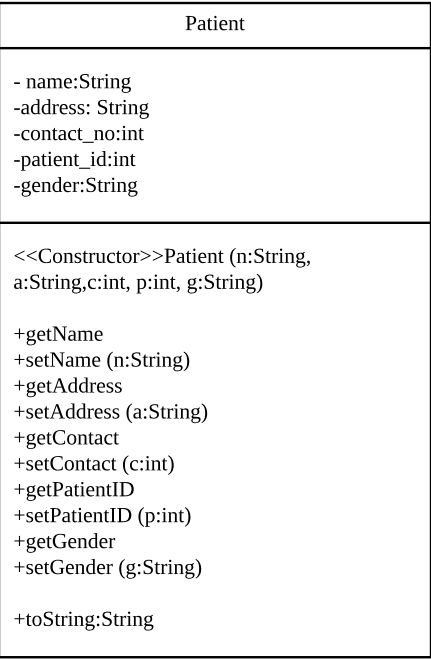 Patient
- name:String
-address: String
-contact_no:int
-patient_id:int
-gender:String
<<Constructor>>Patient (n:String,
a:String,c:int, p:int, g:String)
+getName
+setName (n:String)
+getAddress
+setAddress (a:String)
+getContact
+setContact (c:int)
+getPatientID
+setPatientID (p:int)
+getGender
+setGender (g:String)
+toString:String